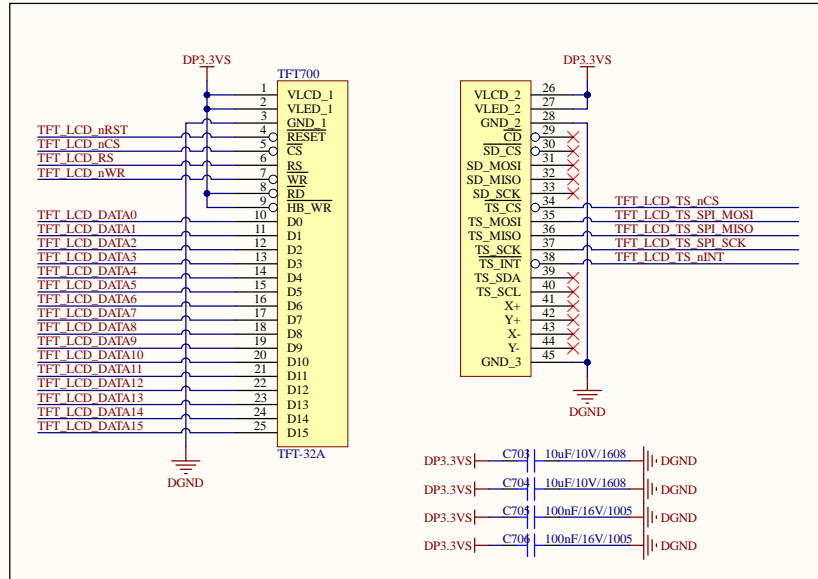 DP3.3VS
TFT700
1 VLCD_1
2 VLED_1
3 GND_1
TFT_LCD_nRST 4 RESET
TFT_LCD_nCS 5 CS
TFT_LCD_RS 6 RS
TFT_LCD_nWR 7 WR
8 RD
9 HB_WR
TFT_LCD_DATA0 10 D0
TFT_LCD_DATA1 11 D1
TFT_LCD_DATA2 12 D2
TFT_LCD_DATA3 13 D3
TFT_LCD_DATA4 14 D4
TFT_LCD_DATA5 15 D5
TFT_LCD_DATA6 16 D6
TFT_LCD_DATA7 17 D7
TFT_LCD_DATA8 18 D8
TFT_LCD_DATA9 19 D9
TFT_LCD_DATA10 20 D10
TFT_LCD_DATA11 21 D11
TFT_LCD_DATA12 22 D12
TFT_LCD_DATA13 23 D13
TFT_LCD_DATA14 24 D14
TFT_LCD_DATA15 25 D15
TFT-32A
DGND
DP3.3VS
VLCD_2 26
VLED_2 27
GND_2 28
CD 29
SD_CS 30
SD_MOSI 31
SD_MISO 32
SD_SCK 33
TS_CS 34 TFT_LCD_TS_nCS
TS_MOSI 35 TFT_LCD_TS_SPI_MOSI
TS_MISO 36 TFT_LCD_TS_SPI_MISO
TS_SCK 37 TFT_LCD_TS_SPI_SCK
TS_INT 38 TFT_LCD_TS_nINT
TS_SDA 39
TS_SCL 40
X+ 41
Y+ 42
X- 43
Y- 44
GND_3 45
DGND
DP3.3VS C703 10uF/10V/1608 DGND
DP3.3VS C704 10uF/10V/1608 DGND
DP3.3VS C705 100nF/16V/1005 DGND
DP3.3VS C706 100nF/16V/1005 DGND